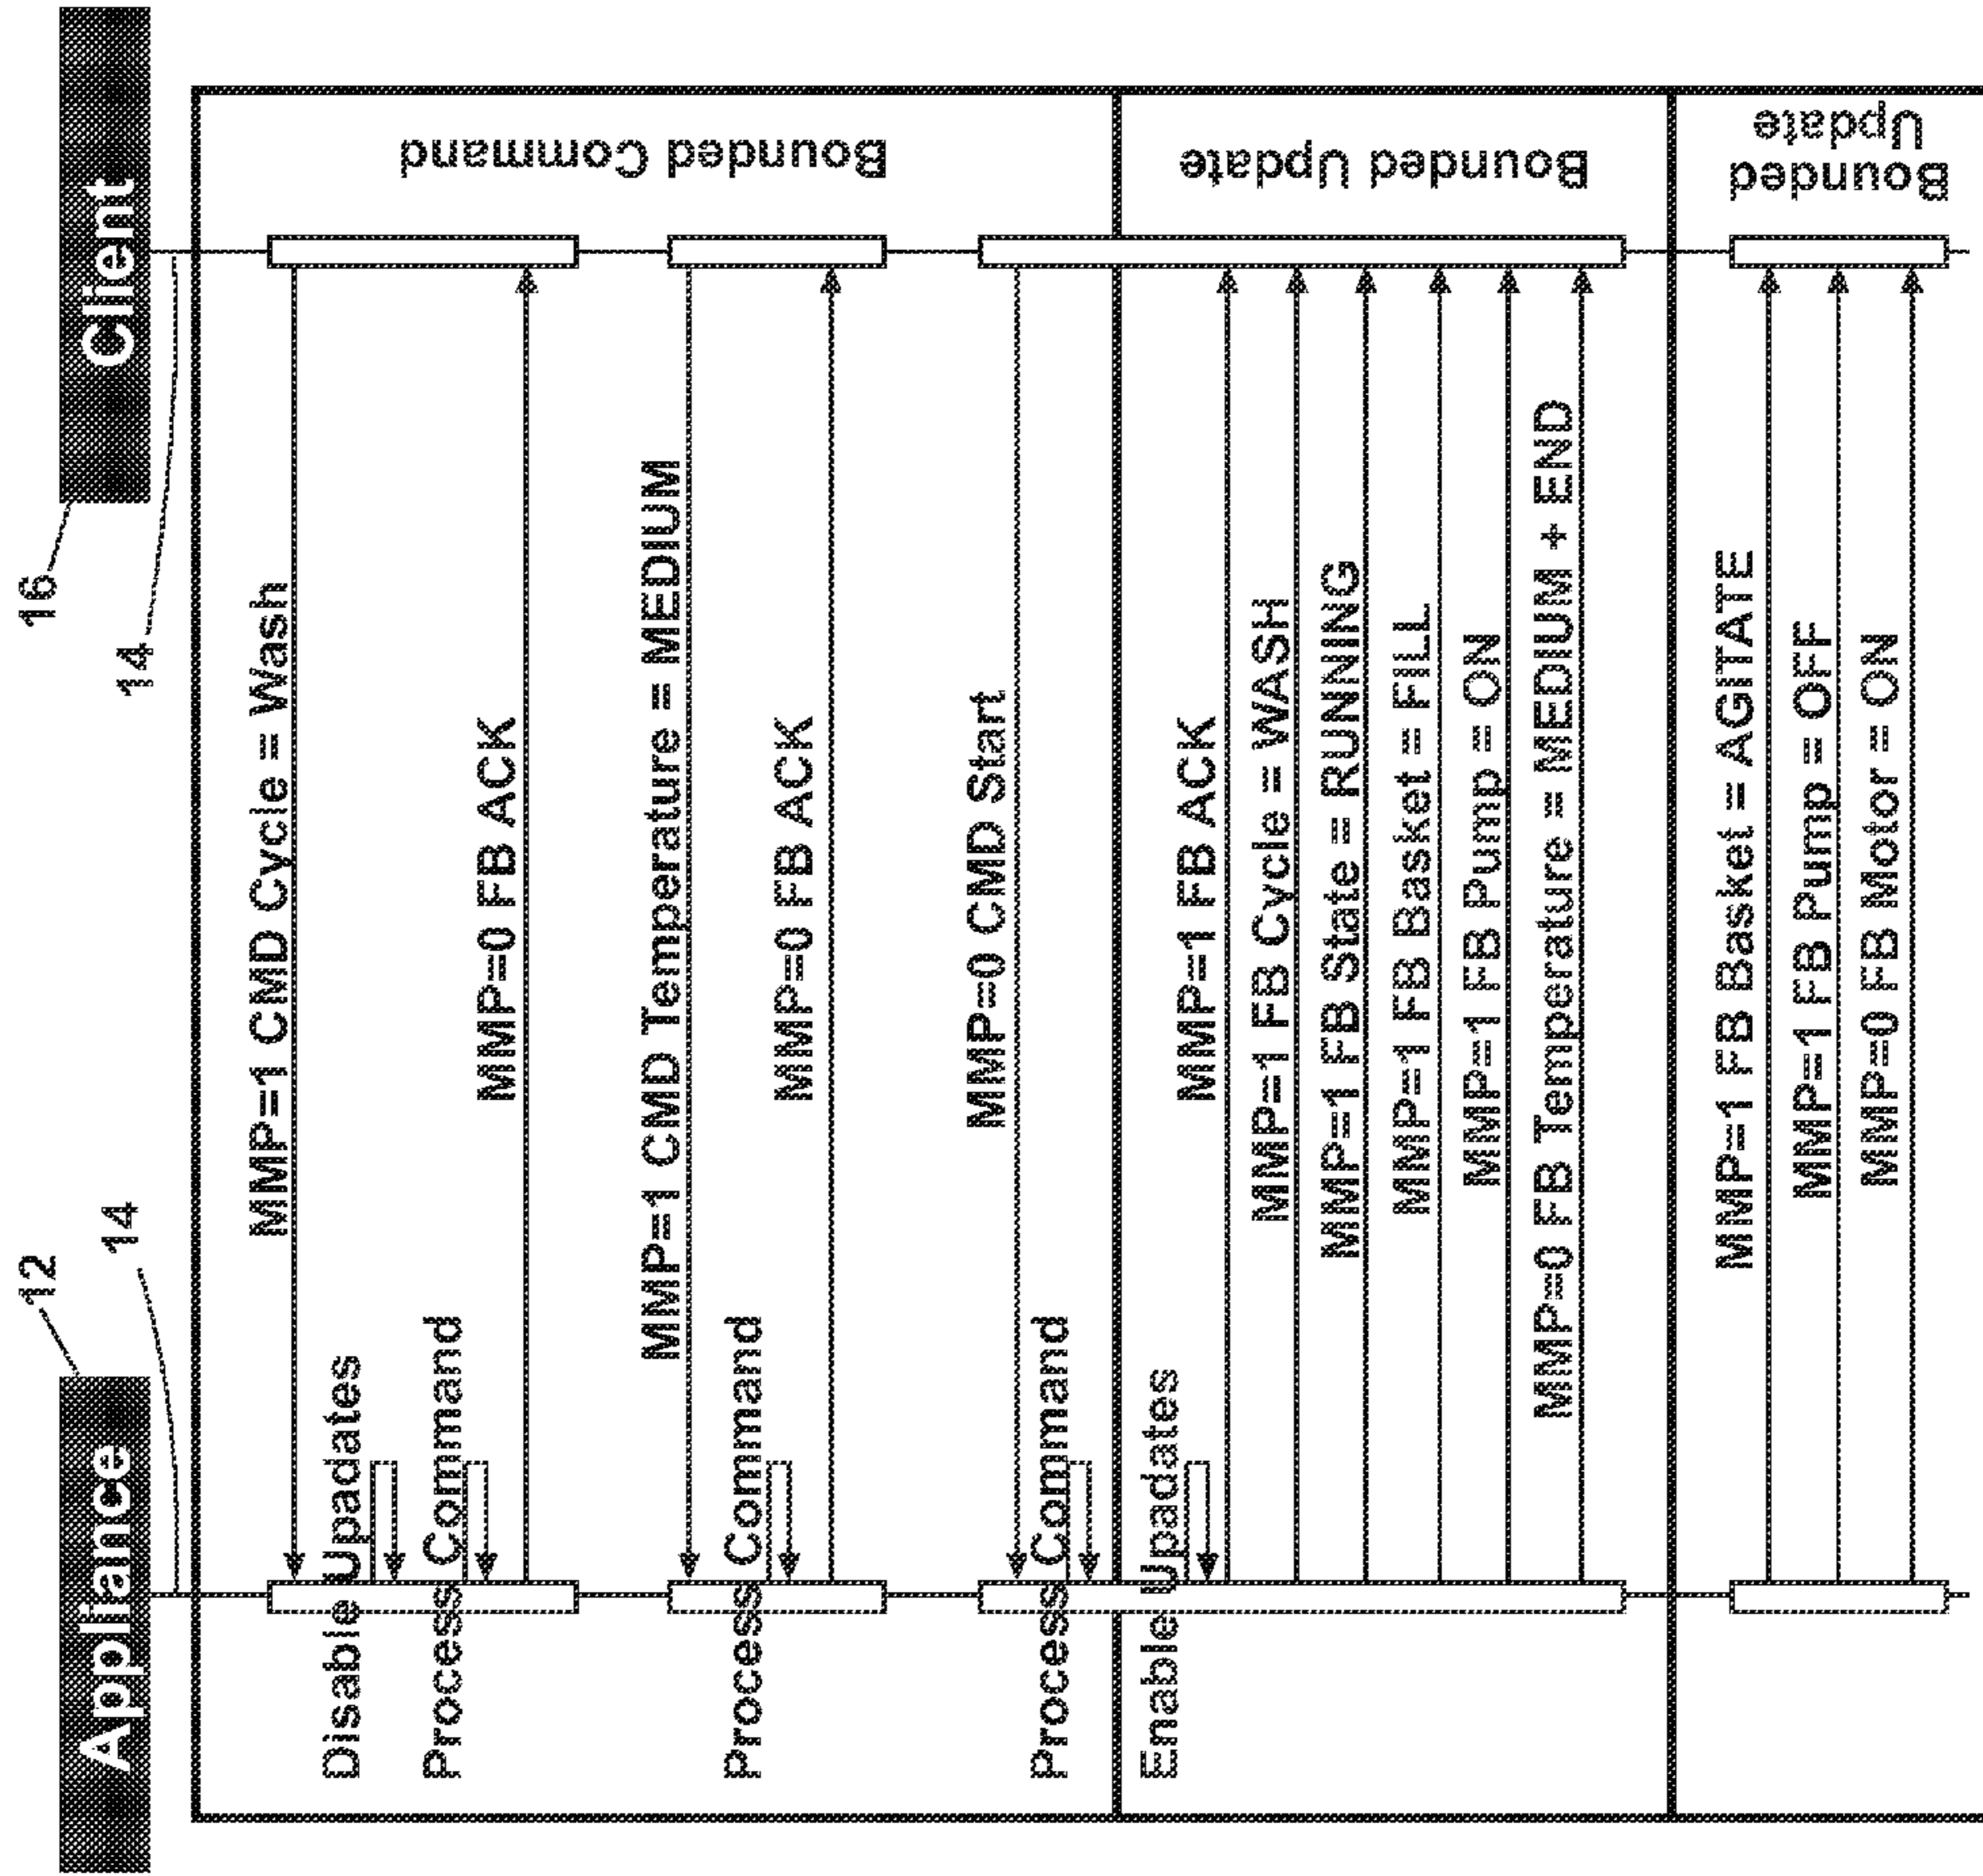 Appliance
12
14
16
14
Client
MMP=1 CMD Cycle = Wash
Disable Upadates
Process Command
MMP=0 FB ACK
MMP=1 CMD Temperature = MEDIUM
Process Command
MMP=0 FB ACK
MMP=0 CMD Start
Process Command
Bounded Command
Enable Upadates
MMP=1 FB ACK
MMP=1 FB Cycle = WASH
MMP=1 FB State = RUNNING
MMP=1 FB Basket = FILL
MMP=1 FB Pump = ON
MMP=0 FB Temperature = MEDIUM + END
Bounded Update
MMP=1 FB Basket = AGITATE
MMP=1 FB Pump = OFF
MMP=0 FB Motor = ON
Bounded
Update